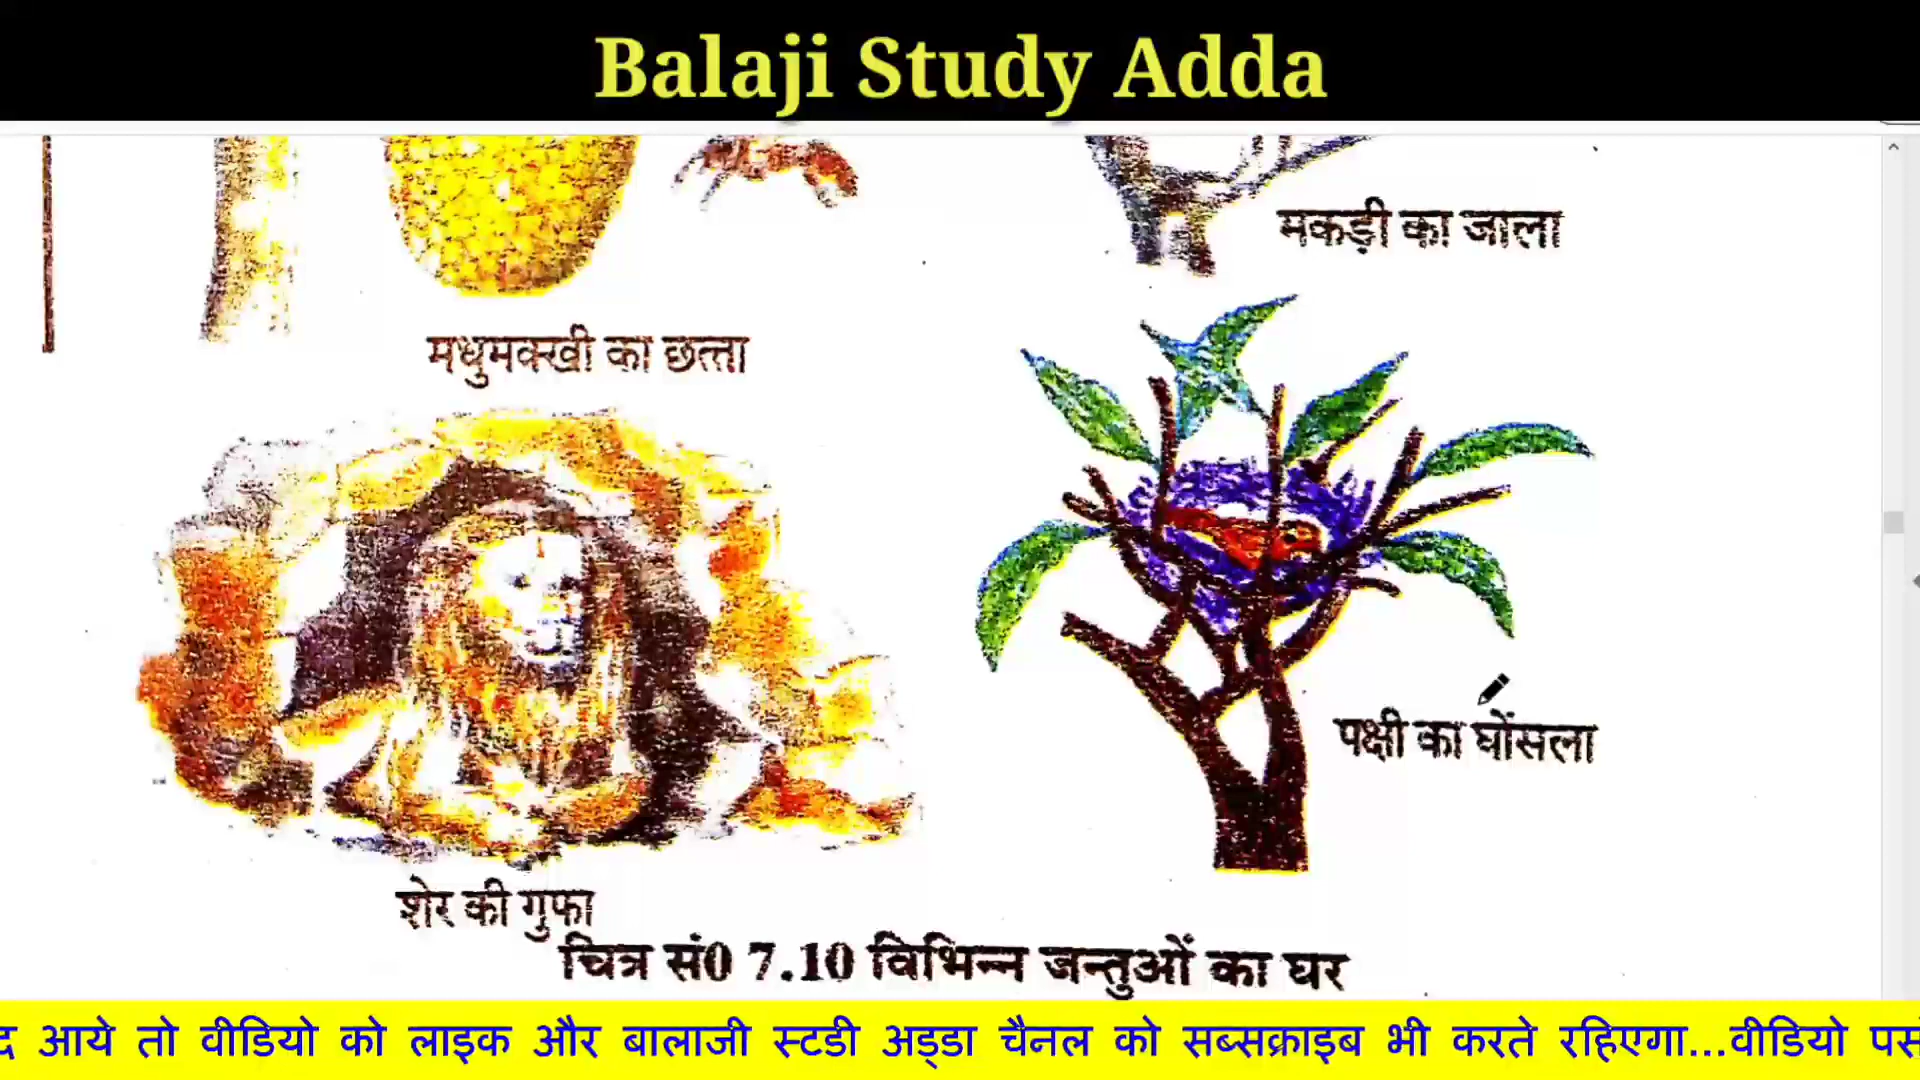 Balaji Study Adda
मकड़ी का जाला
मधुमक्खी का छत्ता
पक्षी का घोंसला
शेर की गुफा
चित्र सं0 7.10 विभिन्न जन्तुओं का घर
आये तो वीडियो को लाइक और बालाजी स्टडी अड्डा चैनल को सब्सक्राइब भी करते रहिएगा...वीडियो